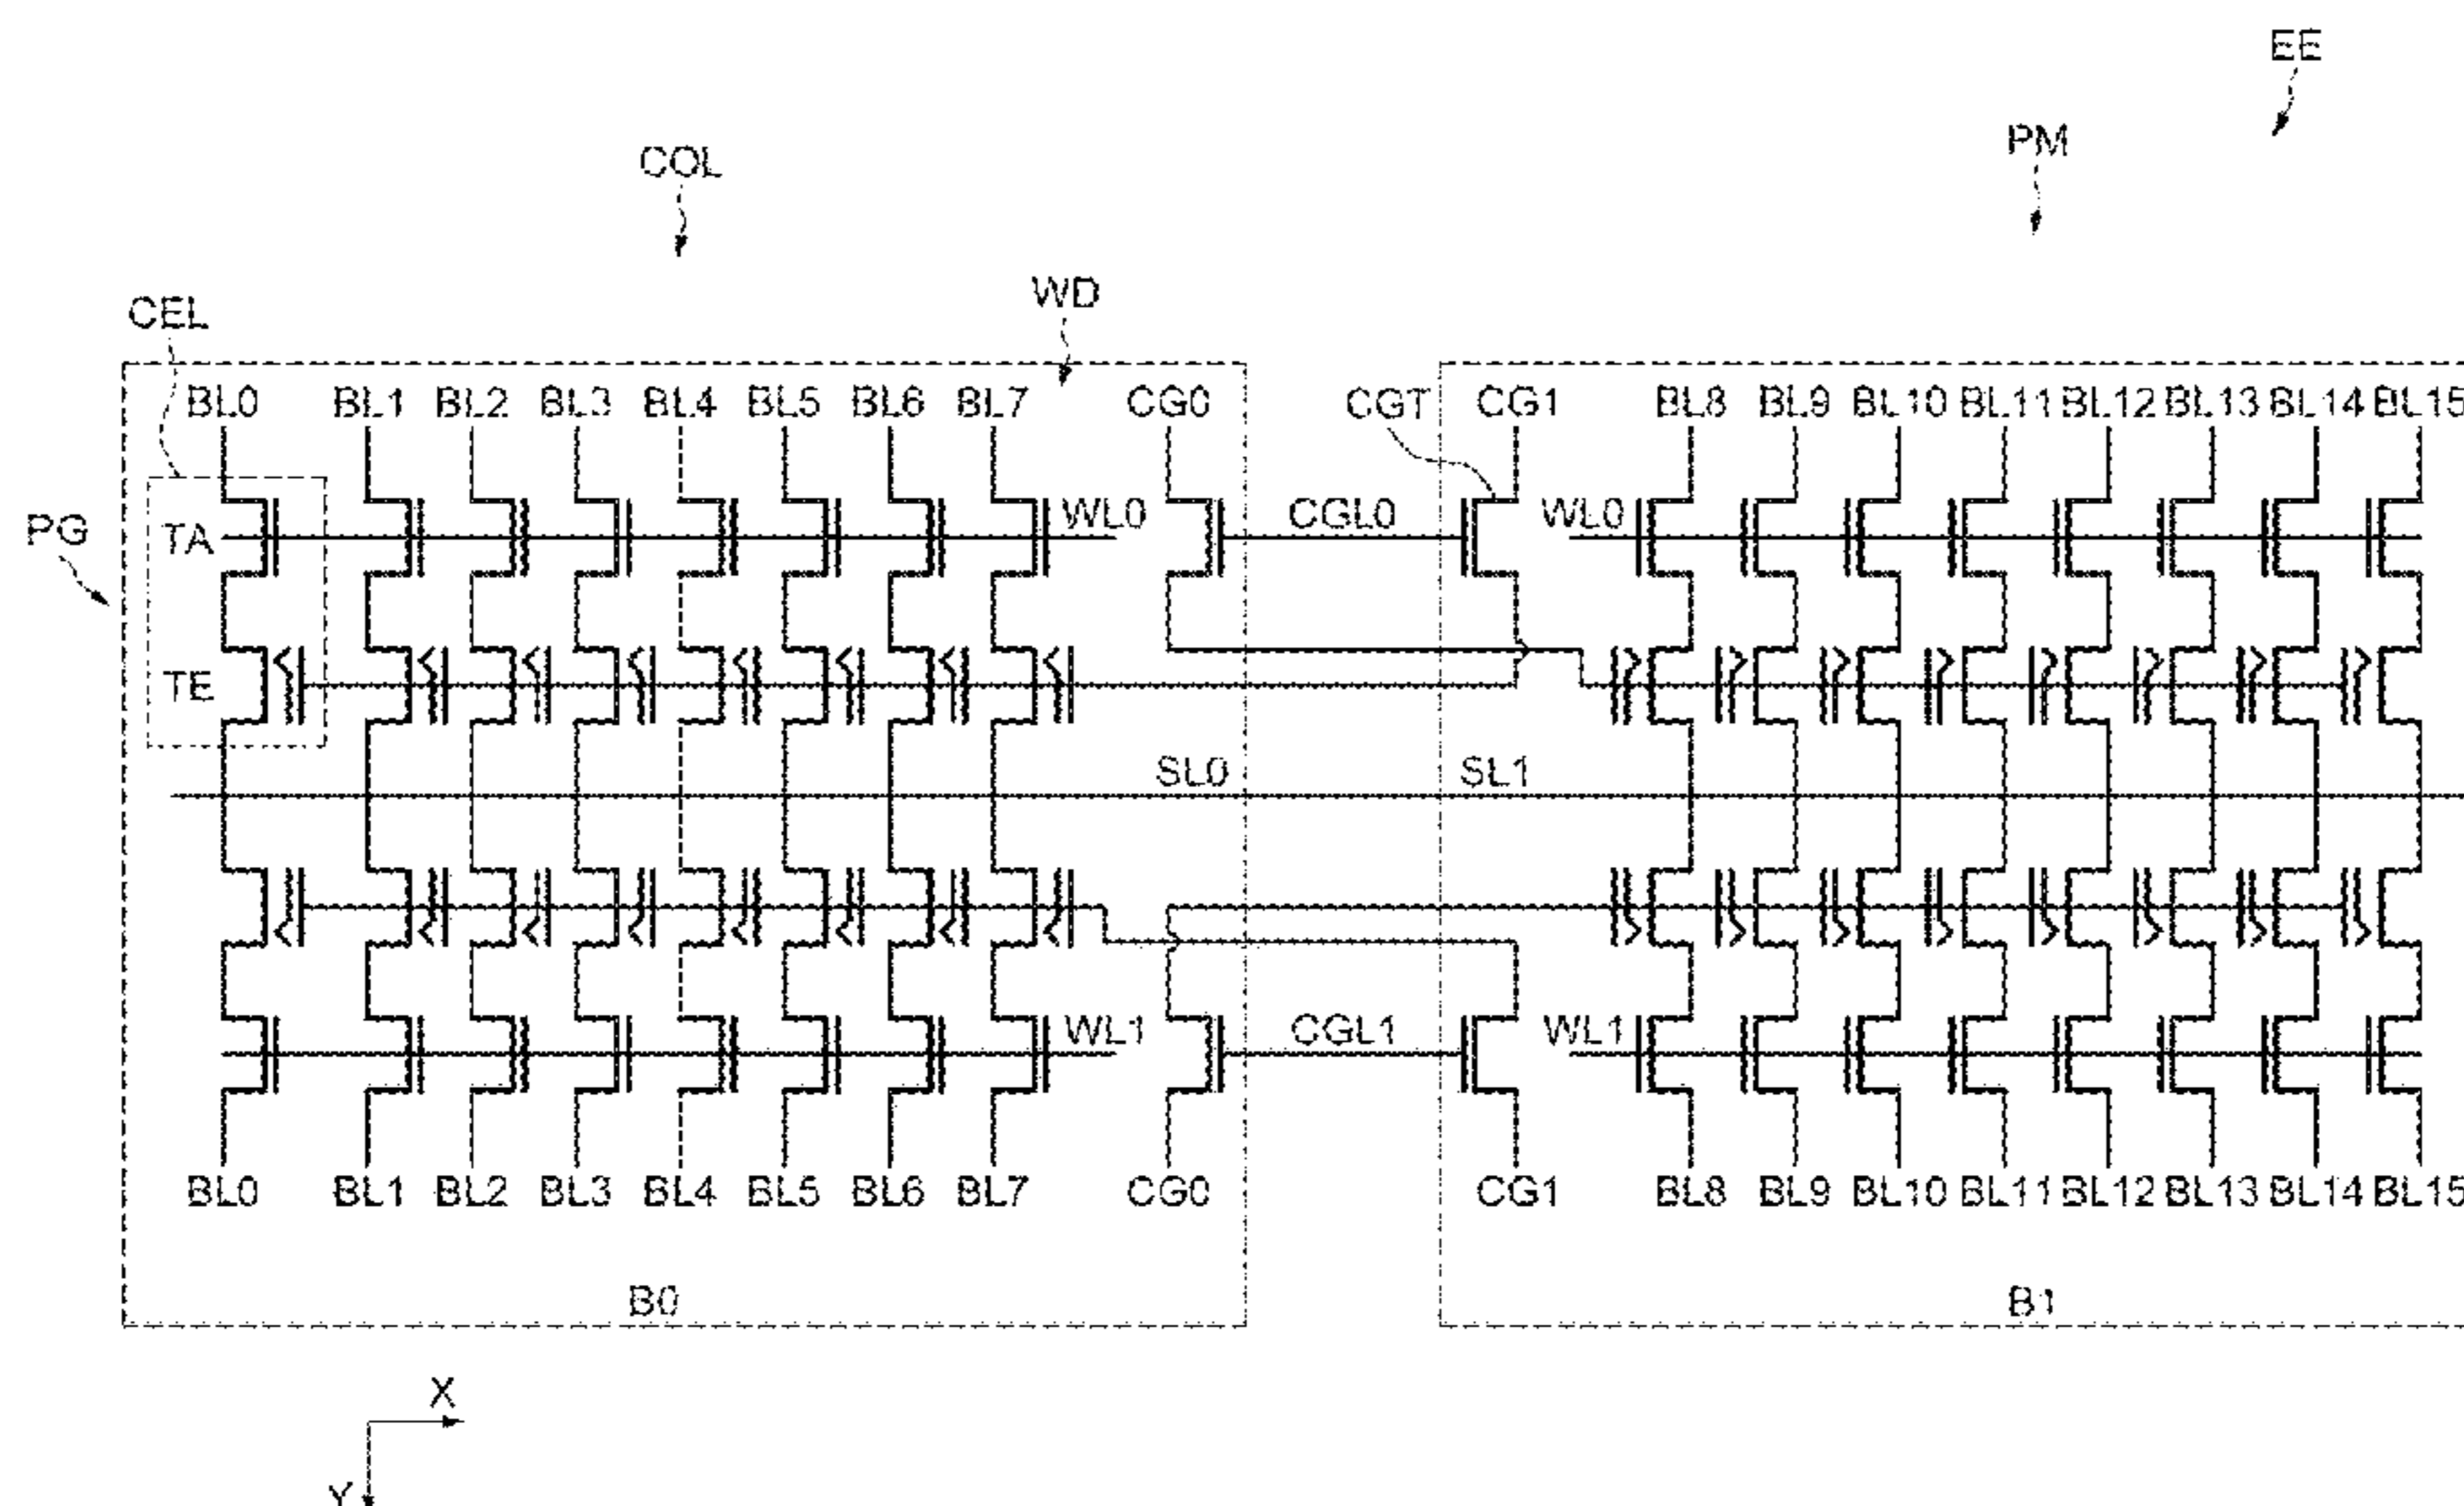 EE
PM
COL
WD
CEL
BL0 BL1 BL2 BL3 BL4 BL5 BL6 BL7 CG0 CGT CG1 BL8 BL9 BL10 BL11 BL12 BL13 BL14 BL15
PG
TA WL0 CGL0 WL0
TE
SL0 SL1
WL1 CGL1 WL1
BL0 BL1 BL2 BL3 BL4 BL5 BL6 BL7 CG0 CG1 BL8 BL9 BL10 BL11 BL12 BL13 BL14 BL15
B0 B1
X
Y